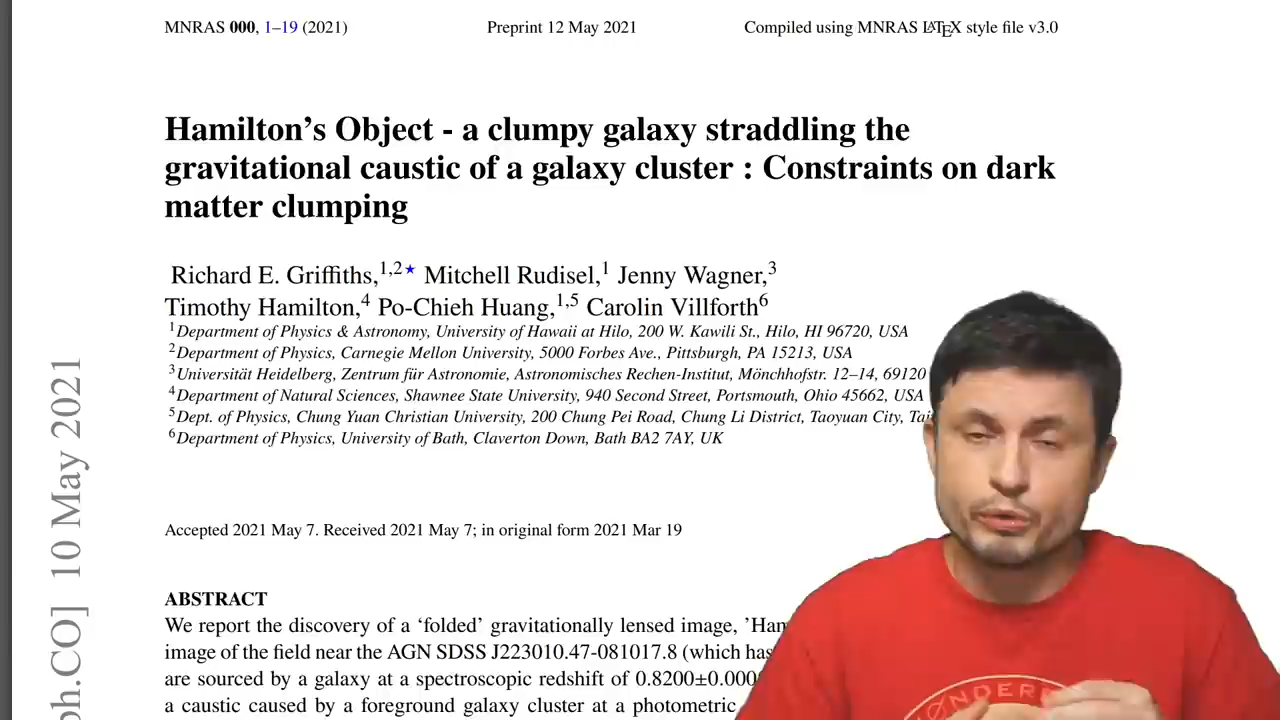 MNRAS 000, 1–19 (2021) Preprint 12 May 2021 Compiled using MNRAS LATEX style file v3.0
Hamilton's Object - a clumpy galaxy straddling the
gravitational caustic of a galaxy cluster : Constraints on dark
matter clumping
Richard E. Griffiths,1,2★ Mitchell Rudisel,1 Jenny Wagner,3
Timothy Hamilton,4 Po-Chieh Huang,1,5 Carolin Villforth6
1Department of Physics & Astronomy, University of Hawaii at Hilo, 200 W. Kawili St., Hilo, HI 96720, USA
2Department of Physics, Carnegie Mellon University, 5000 Forbes Ave., Pittsburgh, PA 15213, USA
3Universität Heidelberg, Zentrum für Astronomie, Astronomisches Rechen-Institut, Mönchhofstr. 12–14, 69120
4Department of Natural Sciences, Shawnee State University, 940 Second Street, Portsmouth, Ohio 45662, USA
5Dept. of Physics, Chung Yuan Christian University, 200 Chung Pei Road, Chung Li District, Taoyuan City,
6Department of Physics, University of Bath, Claverton Down, Bath BA2 7AY, UK
Accepted 2021 May 7. Received 2021 May 7; in original form 2021 Mar 19
ABSTRACT
We report the discovery of a 'folded' gravitationally lensed image,
image of the field near the AGN SDSS J223010.47-081017.8 (which has
are sourced by a galaxy at a spectroscopic redshift of
a caustic caused by a foreground galaxy cluster at a photometric
ph.CO] 10 May 2021